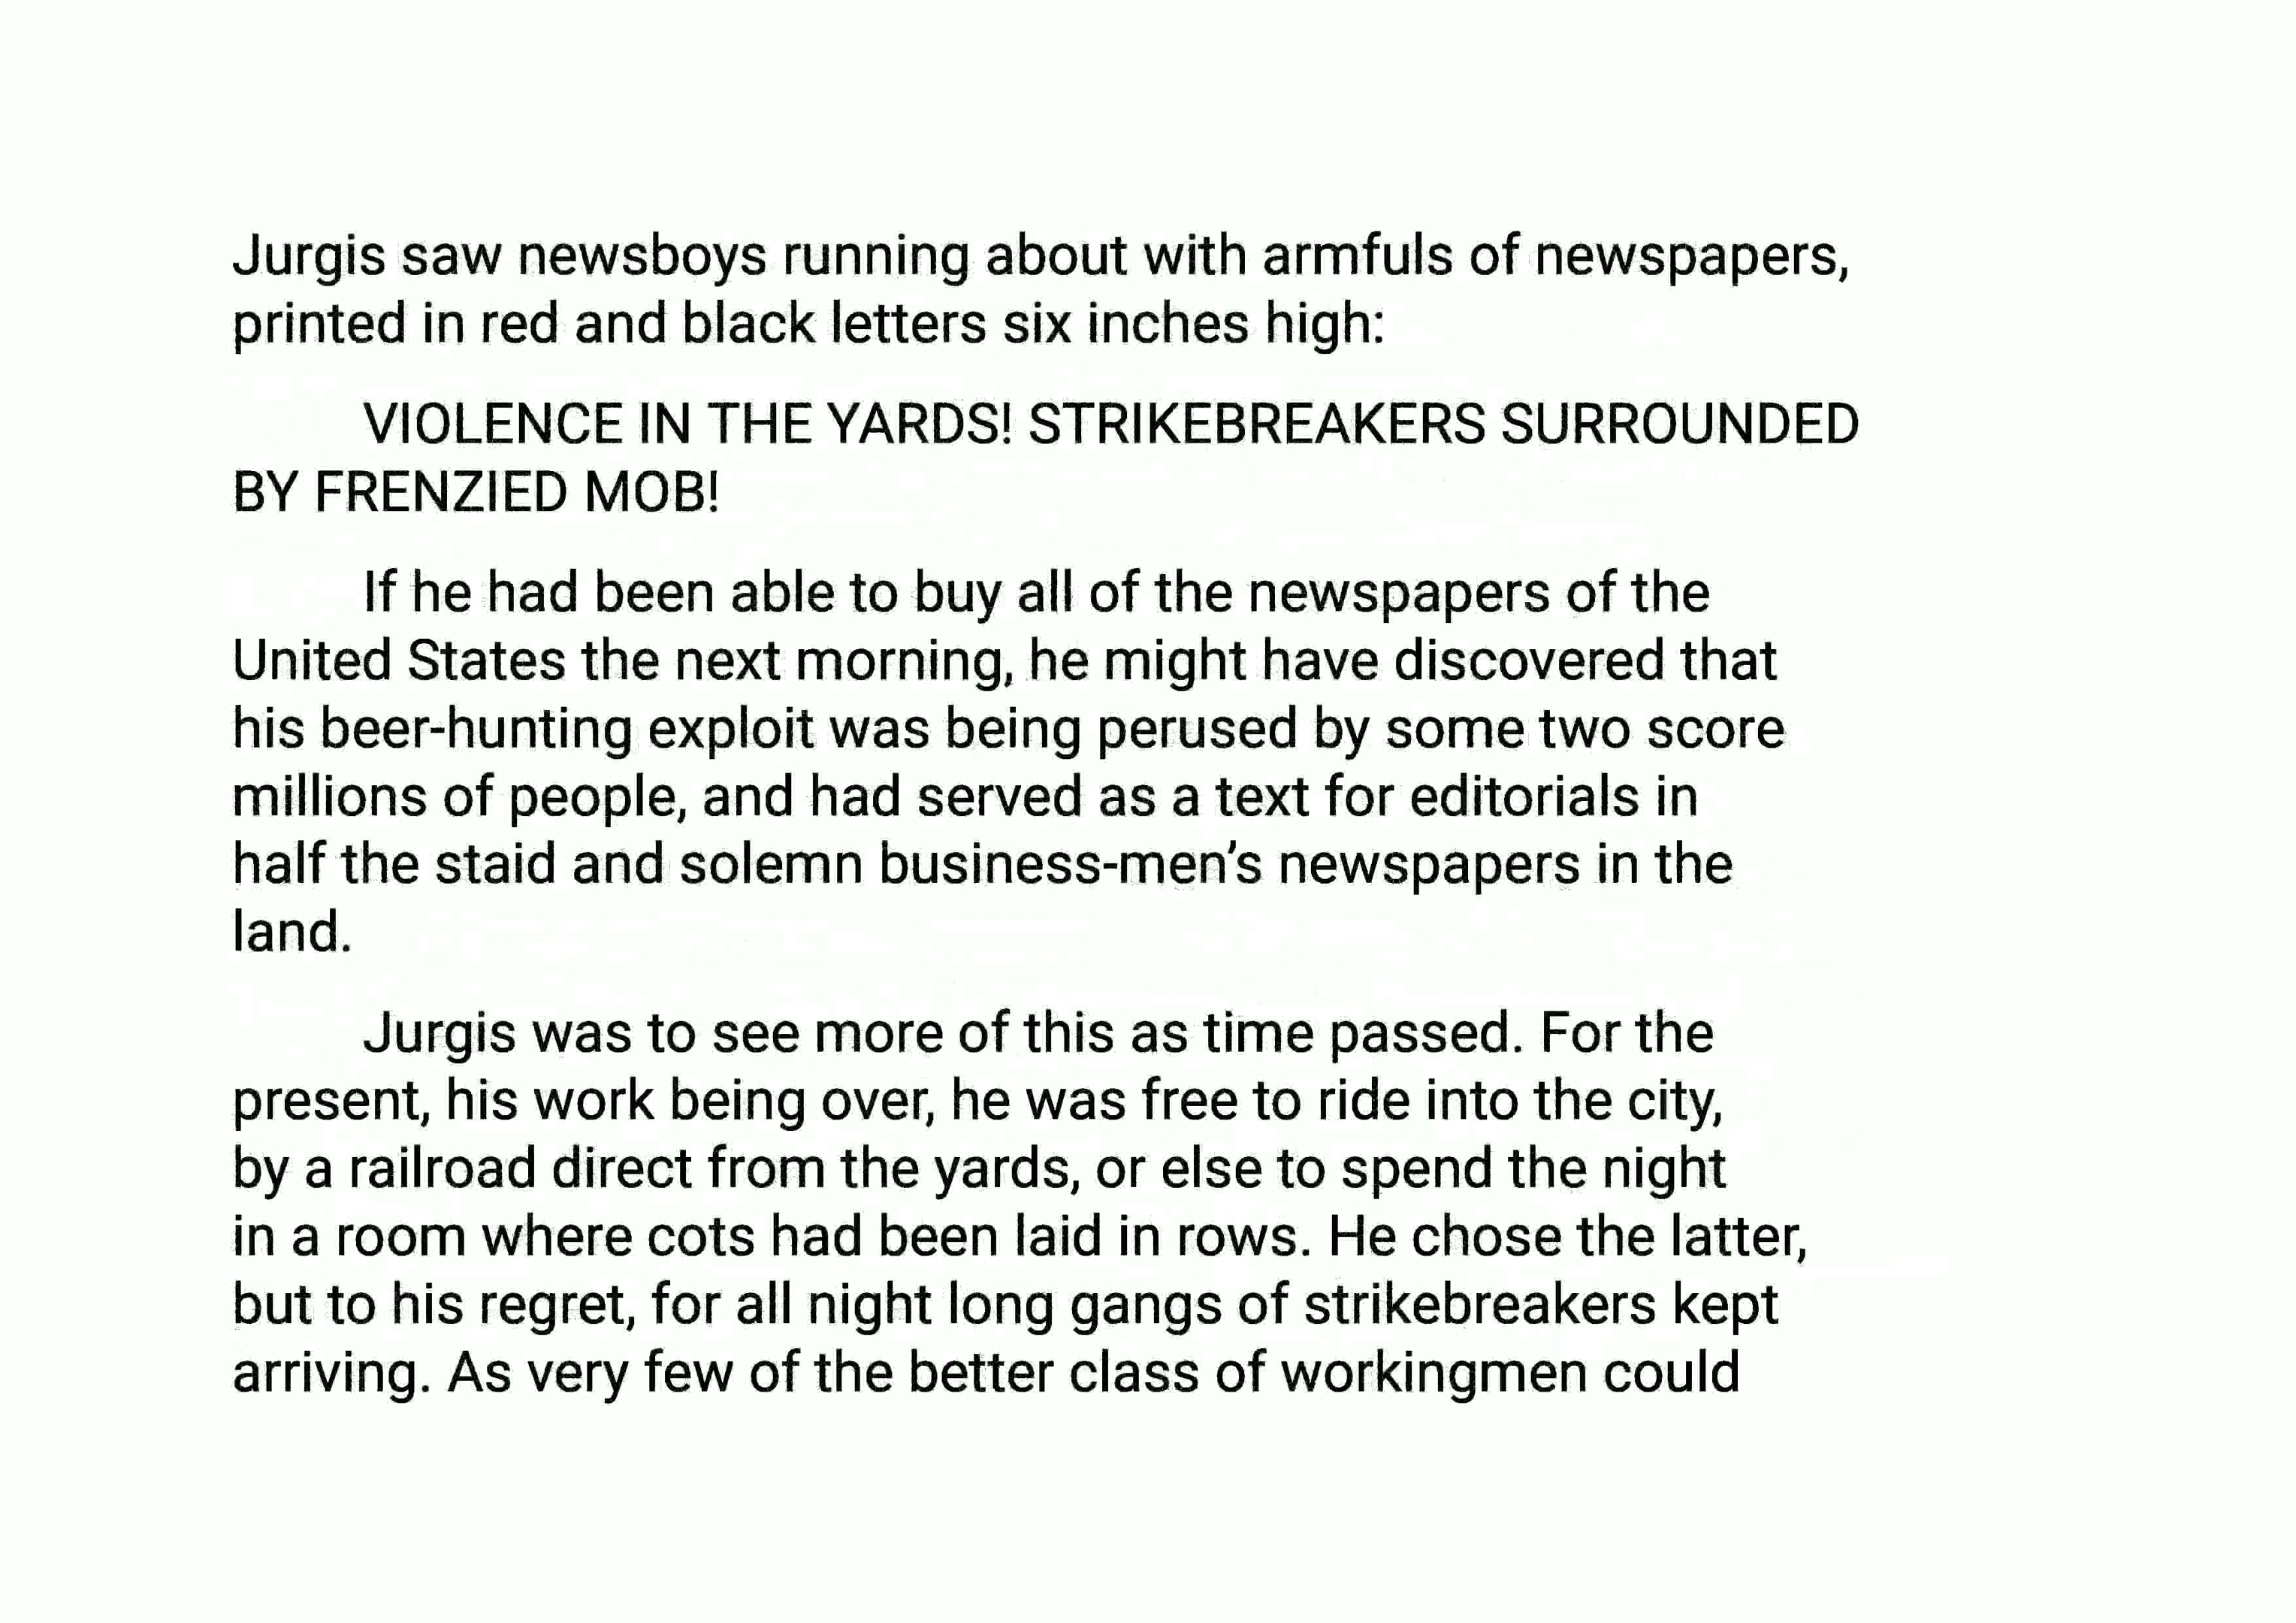 Jurgis saw newsboys running about with armfuls of newspapers,
printed in red and black letters six inches high:
VIOLENCE IN THE YARDS! STRIKEBREAKERS SURROUNDED
BY FRENZIED MOB!
If he had been able to buy all of the newspapers of the
United States the next morning, he might have discovered that
his beer-hunting exploit was being perused by some two score
millions of people, and had served as a text for editorials in
half the staid and solemn business-men's newspapers in the
land.
Jurgis was to see more of this as time passed. For the
present, his work being over, he was free to ride into the city,
by a railroad direct from the yards, or else to spend the night
in a room where cots had been laid in rows. He chose the latter,
but to his regret, for all night long gangs of strikebreakers kept
arriving. As very few of the better class of workingmen could